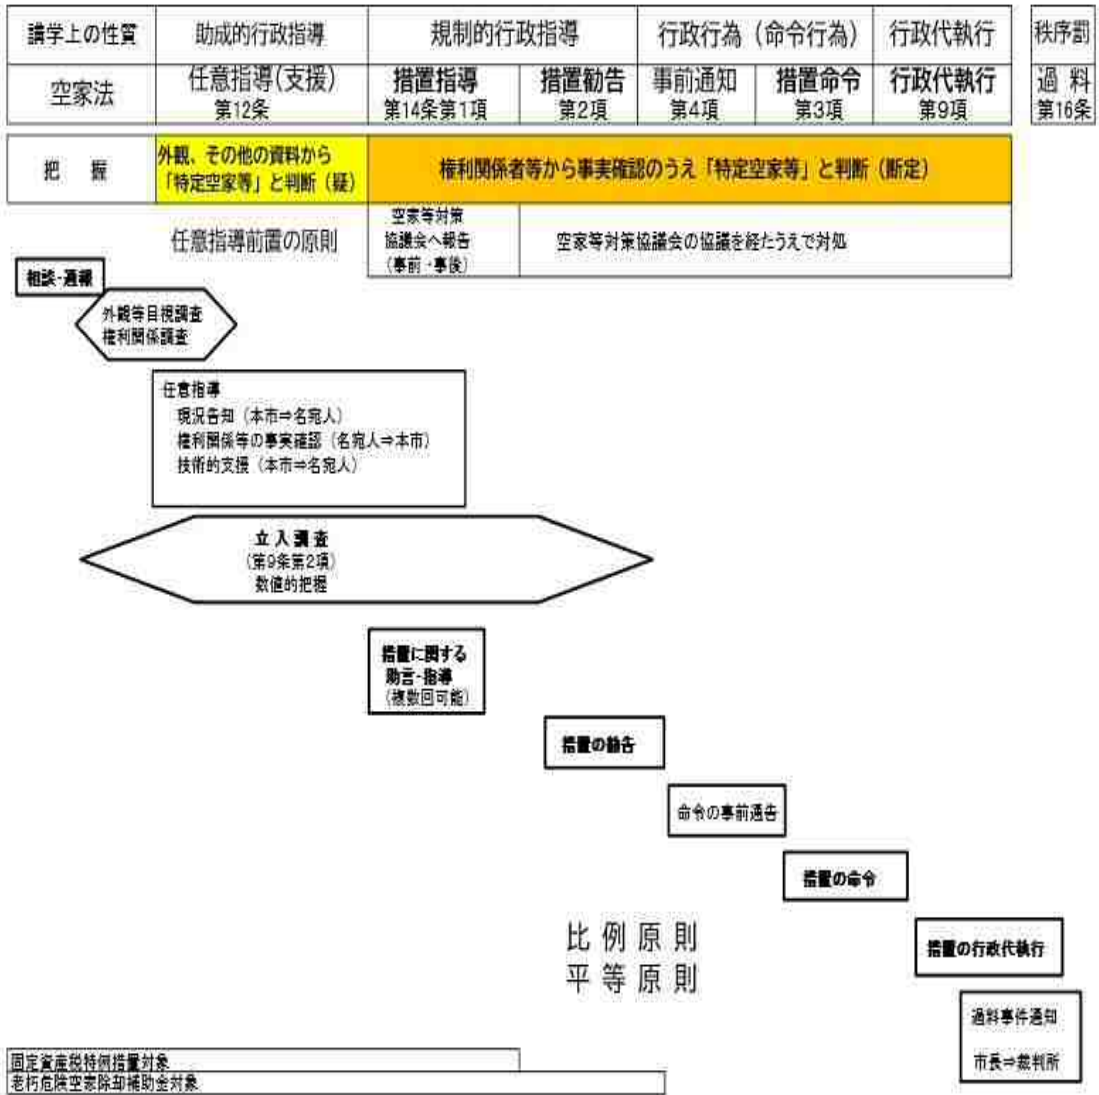 講学上の性質 助成的行政指導 規制的行政指導 行政行為(命令行為) 行政代執行 秩序罰
空家法 任意指導(支援) 第12条 措置指導 第14条第1項 措置勧告 第2項 事前通知 第4項 措置命令 第3項 行政代執行 第9項 過料 第16条
把握
外観、その他の資料から
「特定空家等」と判断(疑)
権利関係者等から事実確認のうえ「特定空家等」と判断(断定)
任意指導前置の原則
空家等対策
協議会へ報告
(事前・事後)
空家等対策協議会の協議を経たうえで対処
相談・通報
外観等目視調査
権利関係調査
任意指導
現況告知(本市⇒名宛人)
権利関係等の事実確認(名宛人⇒本市)
技術的支援(本市⇒名宛人)
立入調査
(第9条第2項)
数値的把握
措置に関する
助言・指導
(複数回可能)
措置の勧告
命令の事前通告
措置の命令
比例原則
平等原則
措置の行政代執行
過料事件通知
市長⇒裁判所
固定資産税特例措置対象
老朽危険空家除却補助金対象